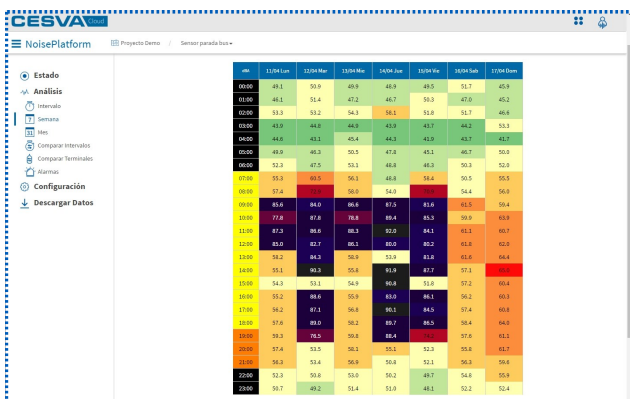 CESVA Cloud
NoisePlatform Proyecto Demo / Sensor parada bus
Estado
Análisis
Intervalo
Semana
Mes
Comparar Intervalos
Comparar Terminales
Alarmas
Configuración
Descargar Datos
dBA 11/04 Lun 12/04 Mar 13/04 Mie 14/04 Jue 15/04 Vie 16/04 Sab 17/04 Dom
00:00 49.1 50.9 49.9 48.9 49.5 51.7 45.9
01:00 46.1 51.4 47.2 46.7 50.3 47.0 45.2
02:00 53.3 53.2 54.3 58.1 51.8 51.7 46.6
03:00 43.9 44.8 44.9 43.9 43.7 44.2 53.3
04:00 44.6 43.1 45.4 44.3 41.9 43.7 41.7
05:00 49.9 46.3 50.5 47.8 45.1 46.7 50.0
06:00 52.3 47.5 53.1 48.8 46.3 50.3 52.0
07:00 55.3 60.5 56.1 48.8 58.4 50.5 55.5
08:00 57.4 58.0 54.0 54.4 56.0
09:00 85.6 84.0 86.6 87.5 81.6 61.5 59.4
10:00 77.8 87.8 78.8 89.4 85.3 59.9 63.9
11:00 87.3 86.6 88.3 92.0 84.1 61.1 60.7
12:00 85.0 82.7 86.1 80.0 80.2 61.8 62.0
13:00 58.2 84.3 58.9 53.9 81.8 61.6 64.4
14:00 55.1 90.3 55.8 91.9 87.7 57.1
15:00 54.3 53.1 54.9 90.8 51.8 57.2 60.4
16:00 55.2 88.6 55.9 83.0 86.1 56.2 60.3
17:00 56.2 87.1 56.8 90.1 84.5 57.4 60.8
18:00 57.6 89.0 58.2 89.7 86.5 58.4 64.0
19:00 59.3 76.5 59.8 88.4 57.6 61.1
20:00 57.4 53.5 58.1 55.1 52.3 55.8 61.7
21:00 56.3 53.4 56.9 50.8 52.1 56.3 59.6
22:00 52.3 50.8 53.0 50.2 49.7 54.8 55.9
23:00 50.7 49.2 51.4 51.0 48.1 52.2 52.4